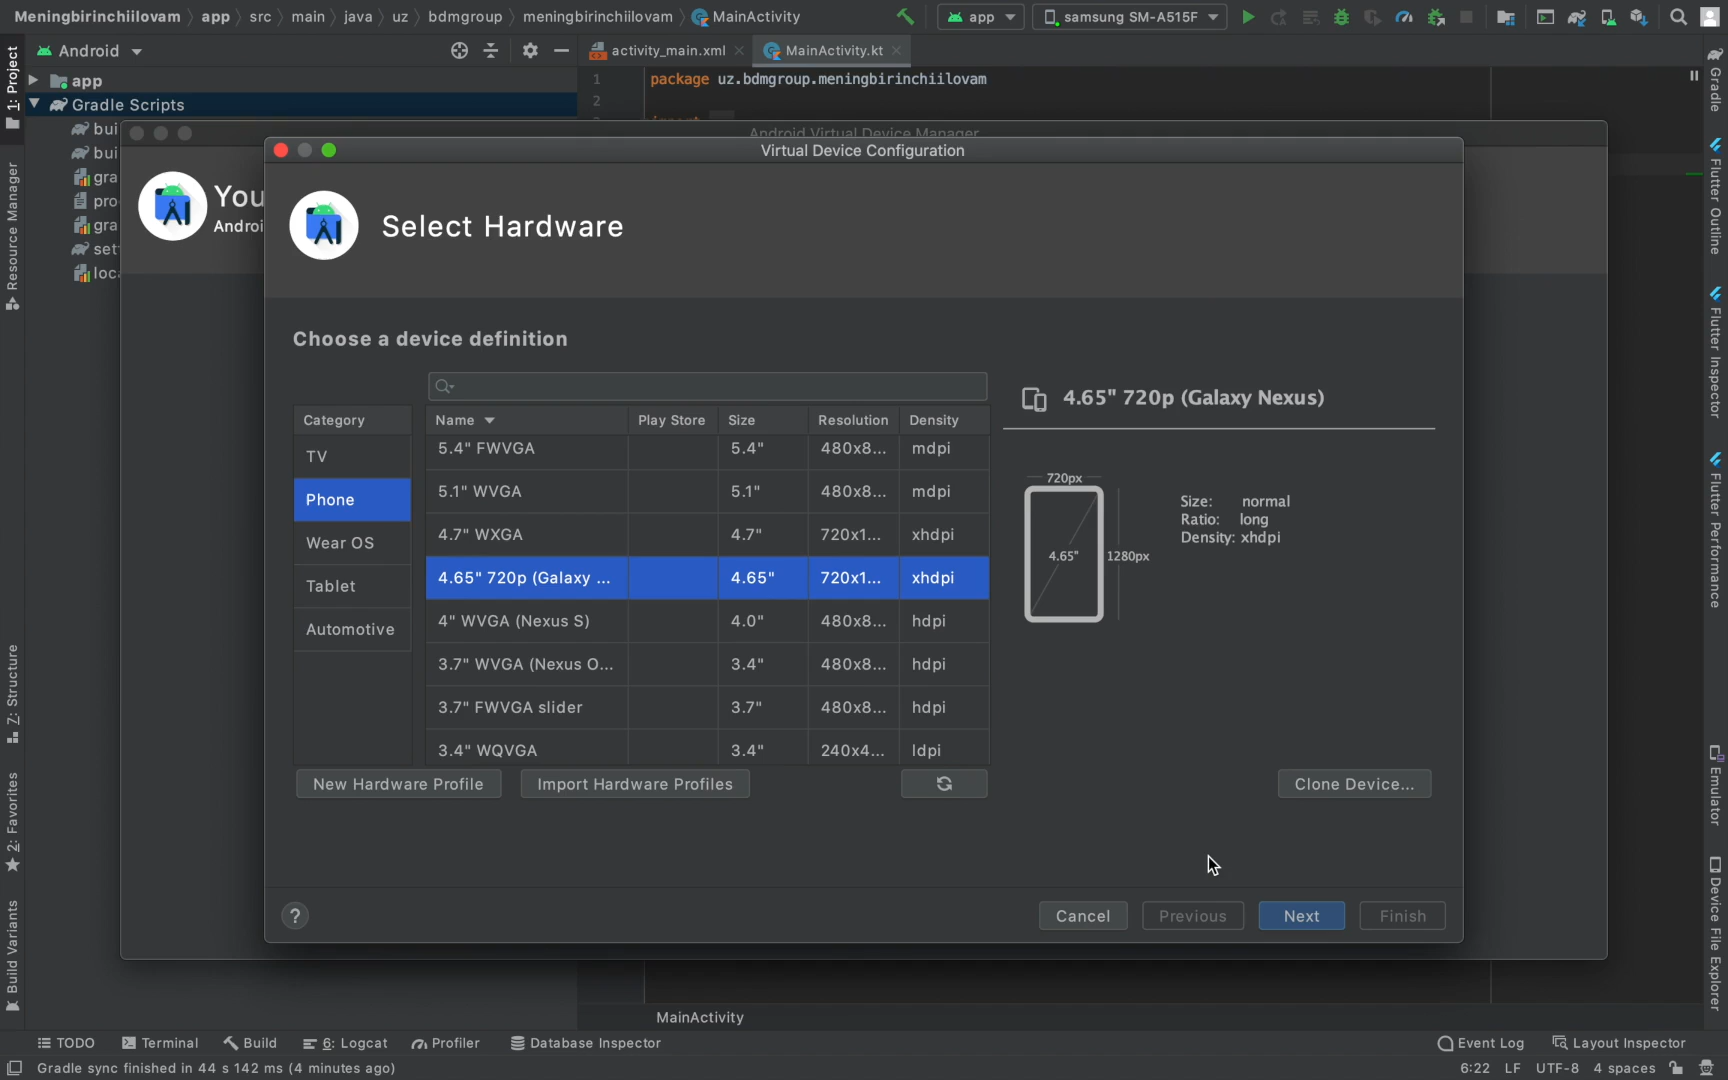 Meningbirinchiilovam app src main java uz bdmgroup meningbirinchiilovam MainActivity
app samsung SM-A515F
Android
activity_main.xml MainActivity.kt
app
1 package uz.bdmgroup.meningbirinchiilovam
Gradle Scripts
2
bui
bui
gra
pro
gra
set
loc
Android Virtual Device Manager
You
Androi
Virtual Device Configuration
Select Hardware
Choose a device definition
Category
TV
Phone
Wear OS
Tablet
Automotive
Name Play Store Size Resolution Density
5.4" FWVGA 5.4" 480x8... mdpi
5.1" WVGA 5.1" 480x8... mdpi
4.7" WXGA 4.7" 720x1... xhdpi
4.65" 720p (Galaxy ... 4.65" 720x1... xhdpi
4" WVGA (Nexus S) 4.0" 480x8... hdpi
3.7" WVGA (Nexus O... 3.4" 480x8... hdpi
3.7" FWVGA slider 3.7" 480x8... hdpi
3.4" WQVGA 3.4" 240x4... ldpi
4.65" 720p (Galaxy Nexus)
720px
4.65"
1280px
Size: normal
Ratio: long
Density: xhdpi
New Hardware Profile Import Hardware Profiles Clone Device...
? Cancel Previous Next Finish
MainActivity
1: Project
Resource Manager
Z: Structure
2: Favorites
Build Variants
Gradle
Flutter Outline
Flutter Inspector
Flutter Performance
Emulator
Device File Explorer
TODO Terminal Build 6: Logcat Profiler Database Inspector Event Log Layout Inspector
Gradle sync finished in 44 s 142 ms (4 minutes ago) 6:22 LF UTF-8 4 spaces